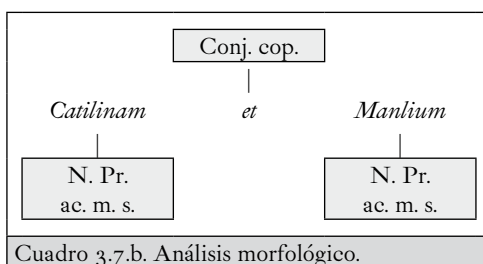 Conj. cop.
Catilinam et Manlium
N. Pr. N. Pr.
ac. m. s. ac. m. s.
Cuadro 3.7.b. Análisis morfológico.